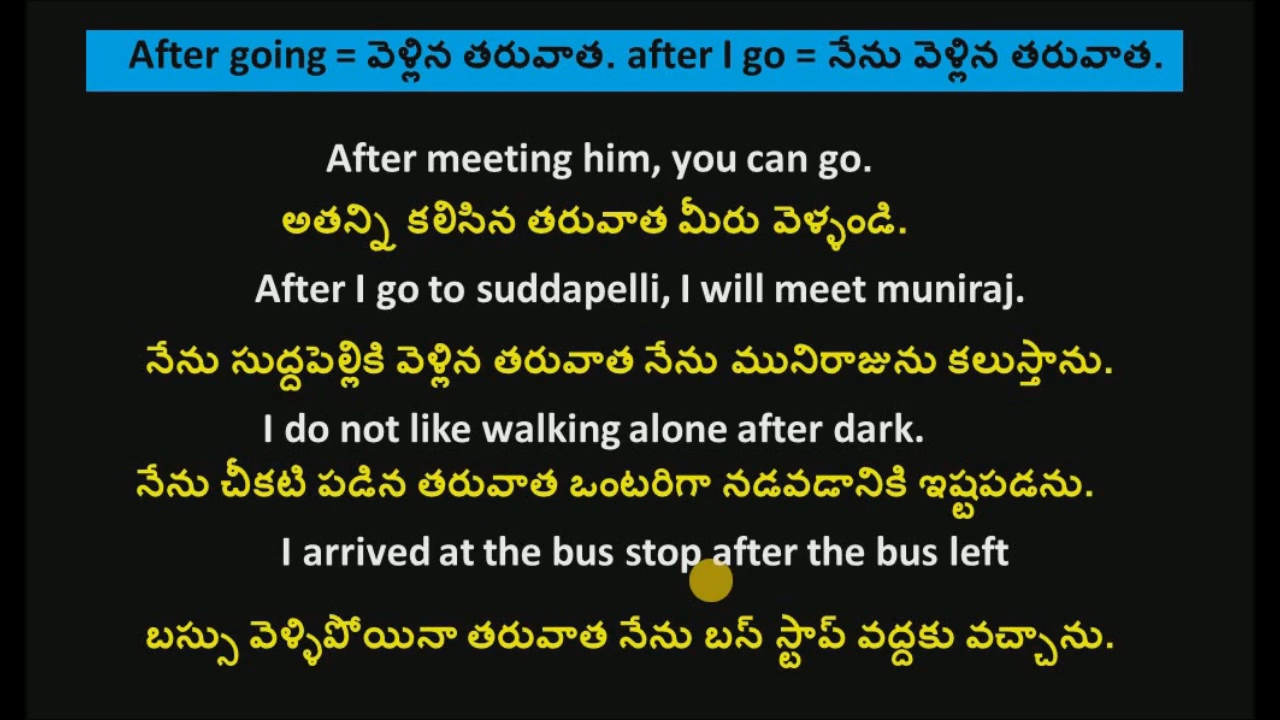 After going = వెళ్లిన తరువాత. after I go = నేను వెళ్లిన తరువాత.
After meeting him, you can go.
అతన్ని కలిసిన తరువాత మీరు వెళ్ళండి.
After I go to suddapelli, I will meet muniraj.
నేను సుద్దపెల్లికి వెళ్లిన తరువాత నేను మునిరాజును కలుస్తాను.
I do not like walking alone after dark.
నేను చీకటి పడిన తరువాత ఒంటరిగా నడవడానికి ఇష్టపడను.
I arrived at the bus stop after the bus left
బస్సు వెళ్ళిపోయినా తరువాత నేను బస్ స్టాప్ వద్దకు వచ్చాను.